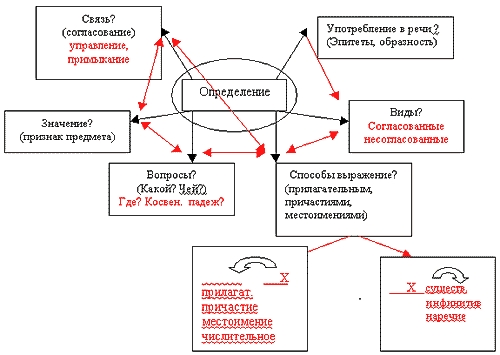 Связь?
(согласование)
управление,
примыкание
Употребление в речи ?
(Эпитеты, образность)
Определение
Значение?
(признак предмета)
Виды?
Согласованные
несогласованные
Вопросы?
(Какой? Чей?)
Где? Косвен. падеж?
Способы выражение?
(прилагательным,
причастиями,
местоимениями)
X
прилагат.
причастие
местоимение
числительное
X существ.
инфинитив
наречие